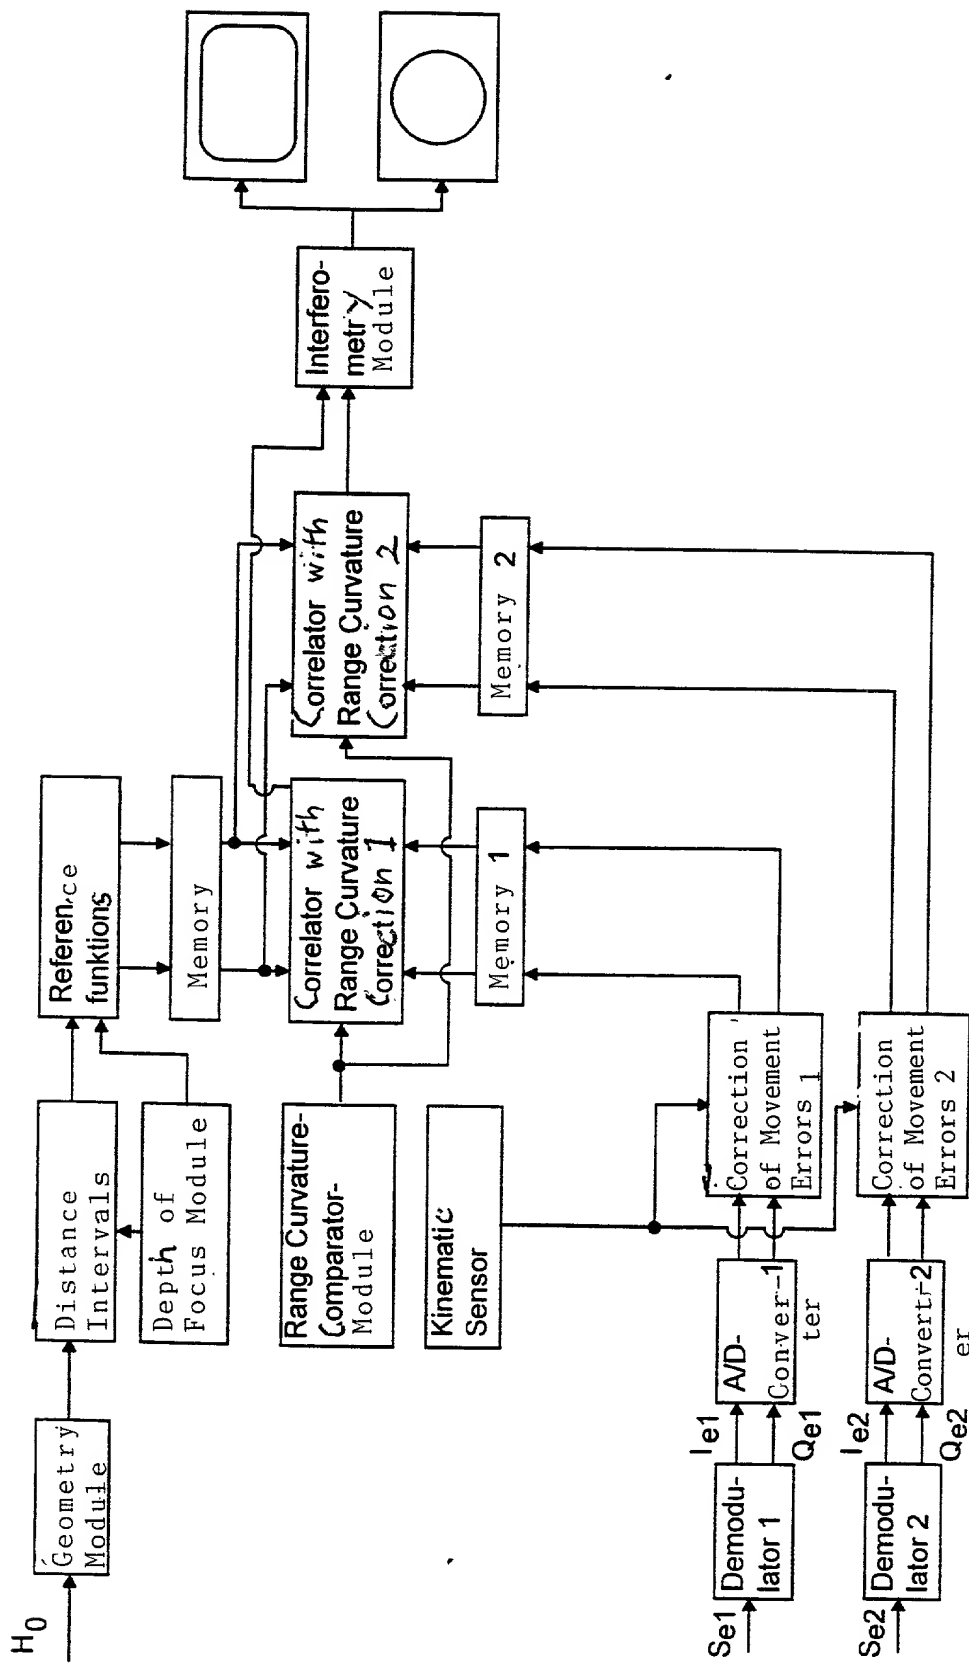 H0
Geometry
Module
Distance
Intervals
Depth of
Focus Module
Reference
funktions
Memory
Range Curvature-
Comparator-
Module
Kinematic
Sensor
Correlator with
Range Curvature
Correction 1
Correlator with
Range Curvature
Correction 2
Memory 1
Memory 2
Interfero-
metry
Module
Se1
Demodu-
lator 1
Ie1
Qe1
A/D-
Conver-1
ter
Correction
of Movement
Errors 1
Se2
Demodu-
lator 2
Ie2
Qe2
A/D-
Convert-2
er
Correction
of Movement
Errors 2